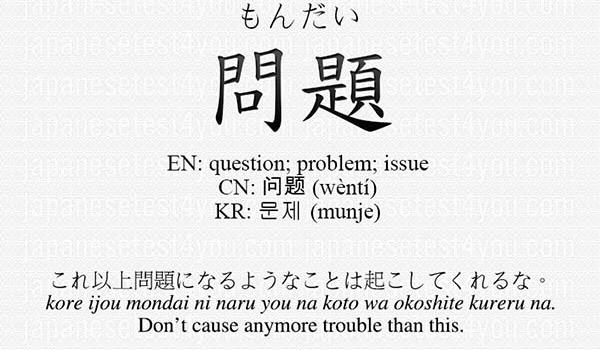 もんだい
問題
EN: question; problem; issue
CN: 问题 (wèntí)
KR: 문제 (munje)
これ以上問題になるようなことは起こしてくれるな。
kore ijou mondai ni naru you na koto wa okoshite kureru na.
Don't cause anymore trouble than this.